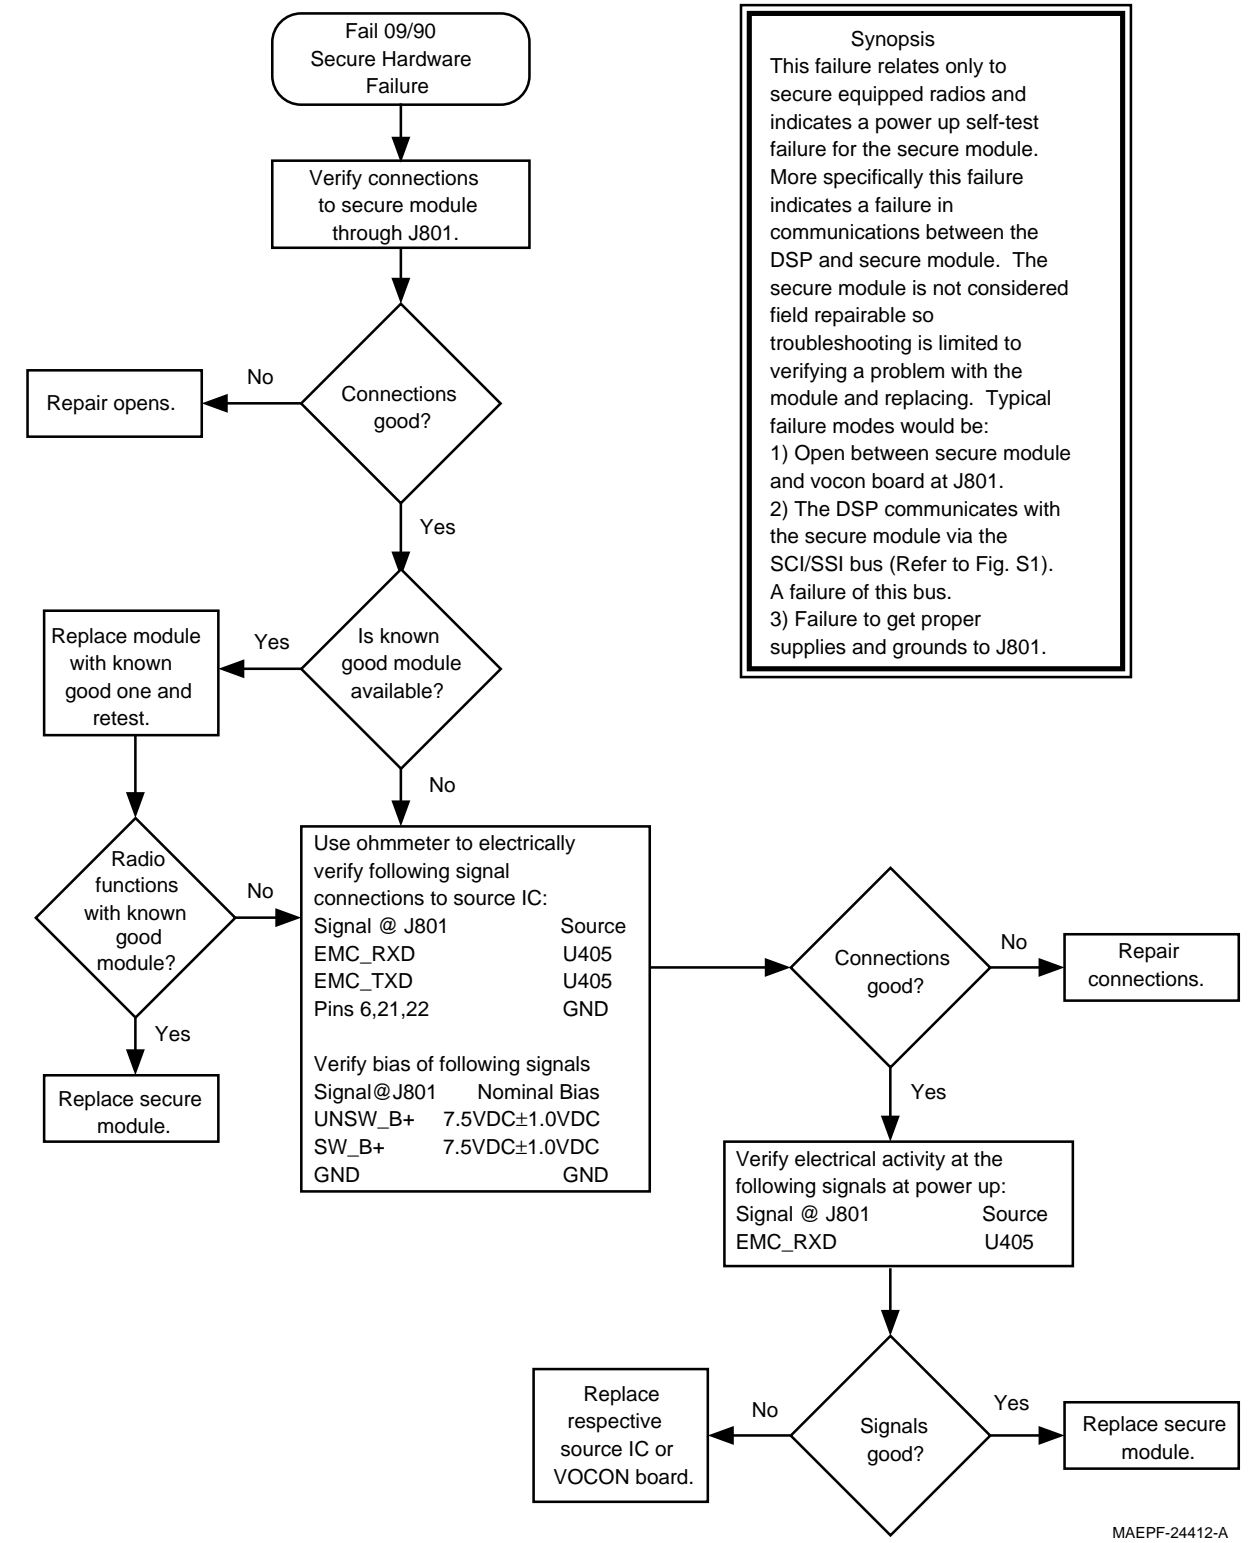 Fail 09/90
Secure Hardware
Failure
Verify connections
to secure module
through J801.
Connections
good?
No
Repair opens.
Yes
Is known
good module
available?
Yes
Replace module
with known
good one and
retest.
No
Radio
functions
with known
good
module?
No
Yes
Replace secure
module.
Use ohmmeter to electrically
verify following signal
connections to source IC:
Signal @ J801 Source
EMC_RXD U405
EMC_TXD U405
Pins 6,21,22 GND
Verify bias of following signals
Signal@J801 Nominal Bias
UNSW_B+ 7.5VDC±1.0VDC
SW_B+ 7.5VDC±1.0VDC
GND GND
Connections
good?
No
Repair
connections.
Yes
Verify electrical activity at the
following signals at power up:
Signal @ J801 Source
EMC_RXD U405
Signals
good?
No
Replace
respective
source IC or
VOCON board.
Yes
Replace secure
module.
Synopsis
This failure relates only to
secure equipped radios and
indicates a power up self-test
failure for the secure module.
More specifically this failure
indicates a failure in
communications between the
DSP and secure module. The
secure module is not considered
field repairable so
troubleshooting is limited to
verifying a problem with the
module and replacing. Typical
failure modes would be:
1) Open between secure module
and vocon board at J801.
2) The DSP communicates with
the secure module via the
SCI/SSI bus (Refer to Fig. S1).
A failure of this bus.
3) Failure to get proper
supplies and grounds to J801.
MAEPF-24412-A